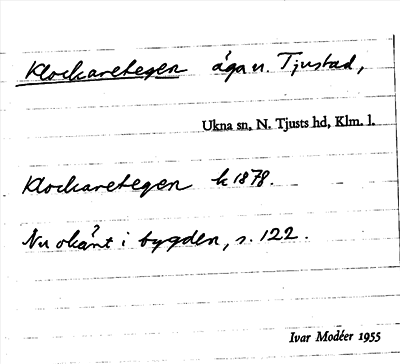 Klockaretegen ägan. Tjustad,
Ukna sn, N. Tjusts hd, Klm. l.
Klockaretegen k 1878.
Nu okänt i bygden, s. 122.
Ivar Modéer 1955